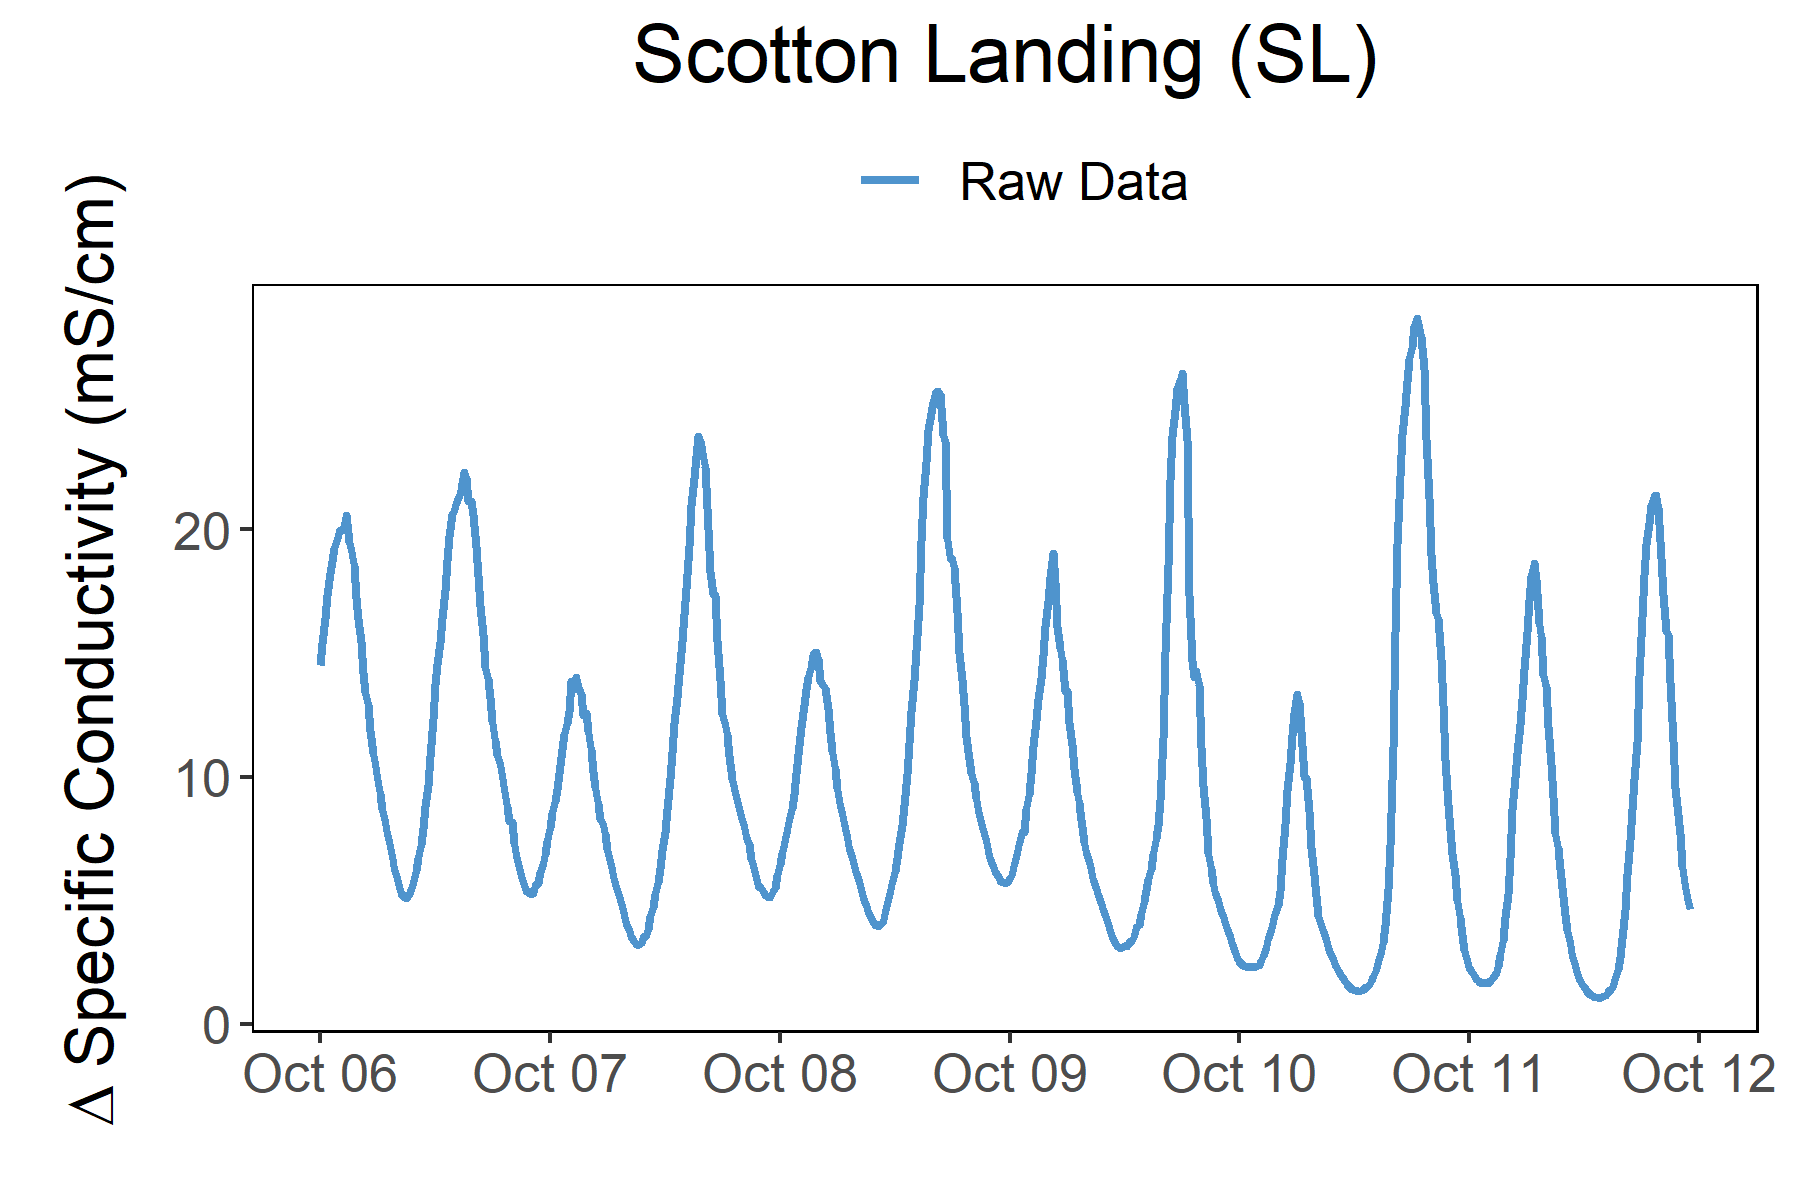 Scotton Landing (SL)
Raw Data
Δ Specific Conductivity (mS/cm)
20
10
0
Oct 06 Oct 07 Oct 08 Oct 09 Oct 10 Oct 11 Oct 12